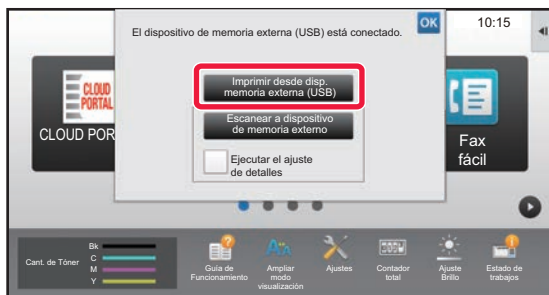 El dispositivo de memoria externa (USB) está conectado.
OK
10:15
Imprimir desde disp.
memoria externa (USB)
Escanear a dispositivo
de memoria externo
Ejecutar el ajuste
de detalles
CLOUD
PORTAL
CLOUD POR
Fax
fácil
Cant. de Tóner
Bk
C
M
Y
Guía de
Funcionamiento
Ampliar
modo
visualización
Ajustes
Contador
total
Ajuste
Brillo
Estado de
trabajos